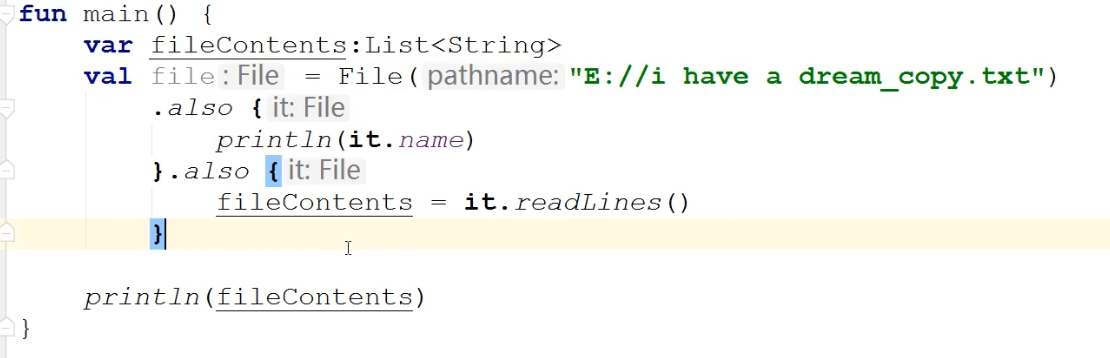 fun main() {
    var fileContents:List<String>
    val file: File = File( pathname: "E://i have a dream_copy.txt")
        .also { it: File
            println(it.name)
        }.also { it: File
            fileContents = it.readLines()
        }
    println(fileContents)
}